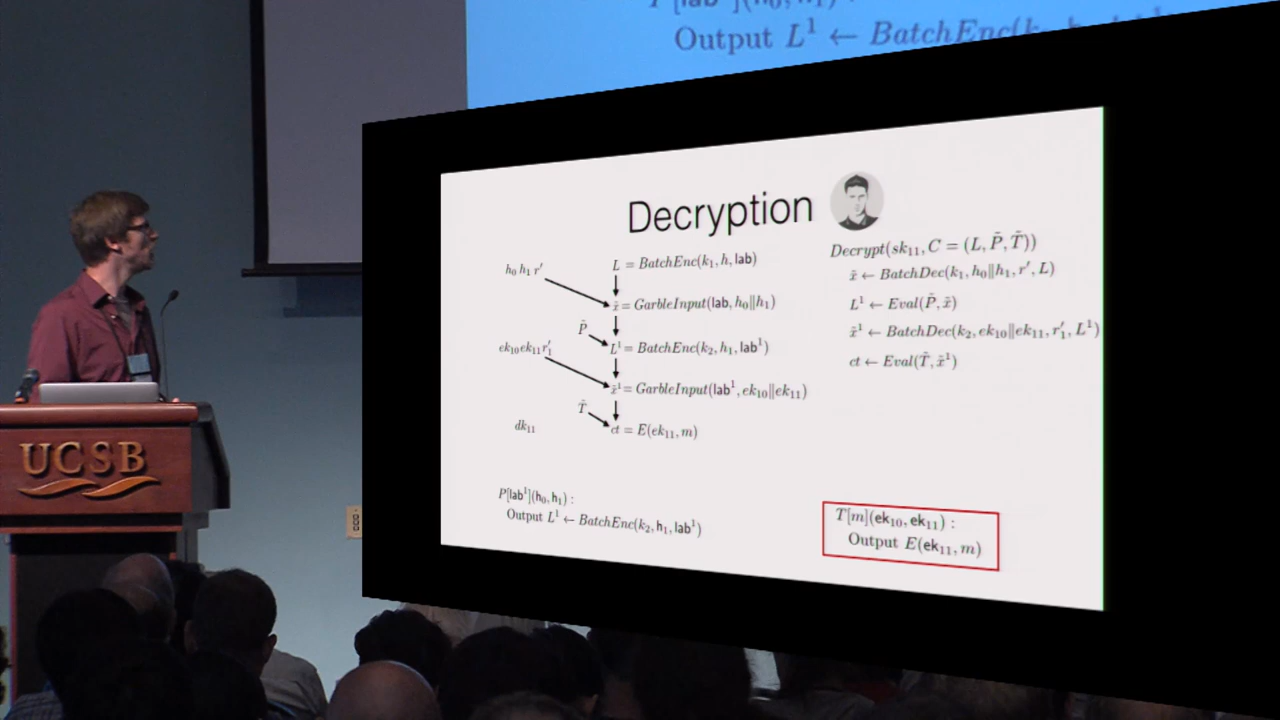 Output L¹ ← BatchEnc(k
Decryption
Decrypt(sk₁₁, C = (L, P̃, T̃))
h₀ h₁ r′
L = BatchEnc(k₁, h, lab)
x̃ ← BatchDec(k₁, h₀‖h₁, r′, L)
x̃ = GarbleInput(lab, h₀‖h₁)
L¹ ← Eval(P̃, x̃)
P̃
ek₁₀ek₁₁r′₁
L¹ = BatchEnc(k₂, h₁, lab¹)
x̃¹ ← BatchDec(k₂, ek₁₀‖ek₁₁, r′₁, L¹)
x̃¹ = GarbleInput(lab¹, ek₁₀‖ek₁₁)
ct ← Eval(T̃, x̃¹)
T̃
dk₁₁
ct = E(ek₁₁, m)
P[lab¹](h₀, h₁) :
Output L¹ ← BatchEnc(k₂, h₁, lab¹)
T[m](ek₁₀, ek₁₁) :
Output E(ek₁₁, m)
UCSB